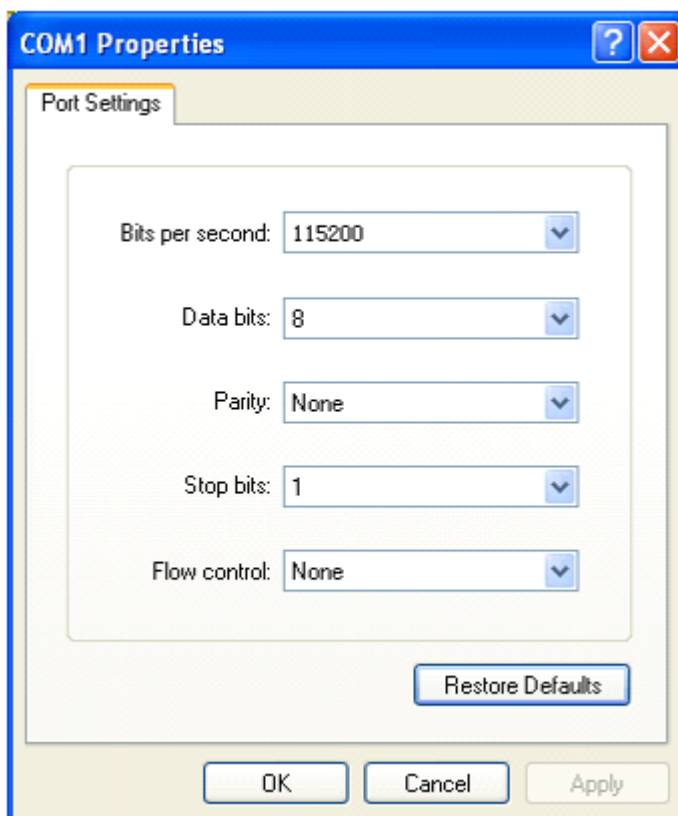 COM1 Properties
Port Settings
Bits per second: 115200
Data bits: 8
Parity: None
Stop bits: 1
Flow control: None
Restore Defaults
OK Cancel Apply